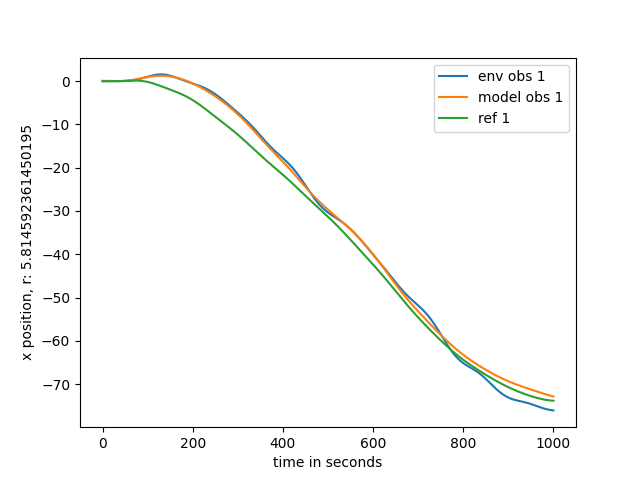 x position, r: 5.814592361450195
0
−10
−20
−30
−40
−50
−60
−70
0
200
400
600
800
1000
time in seconds
env obs 1
model obs 1
ref 1